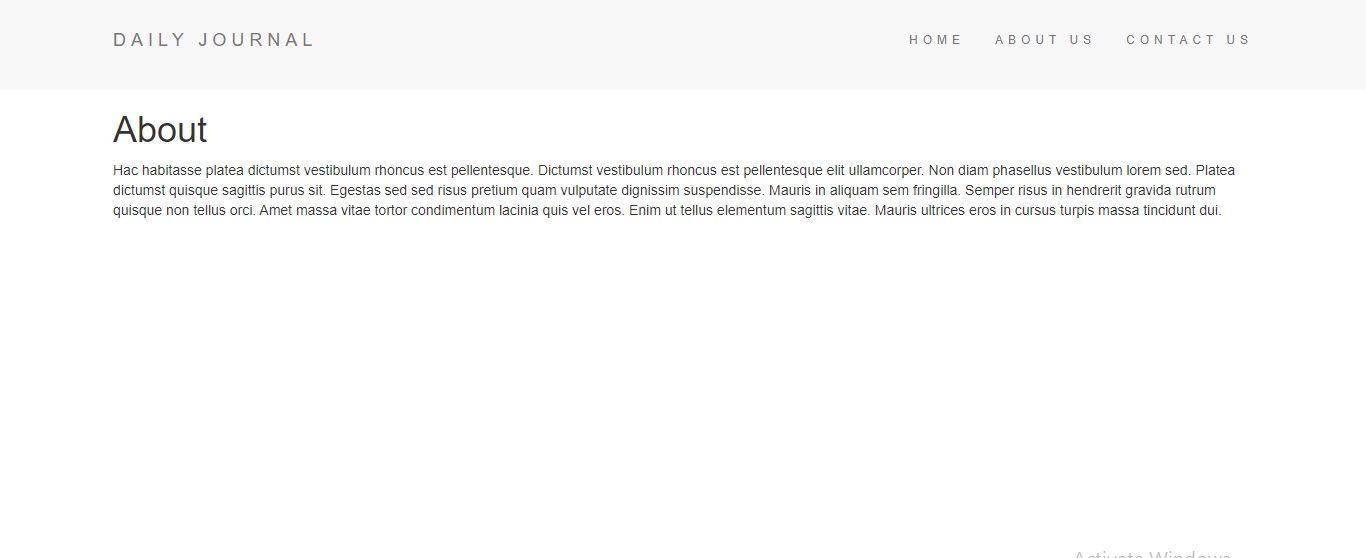 DAILY JOURNAL
HOME ABOUT US CONTACT US
About
Hac habitasse platea dictumst vestibulum rhoncus est pellentesque. Dictumst vestibulum rhoncus est pellentesque elit ullamcorper. Non diam phasellus vestibulum lorem sed. Platea
dictumst quisque sagittis purus sit. Egestas sed sed risus pretium quam vulputate dignissim suspendisse. Mauris in aliquam sem fringilla. Semper risus in hendrerit gravida rutrum
quisque non tellus orci. Amet massa vitae tortor condimentum lacinia quis vel eros. Enim ut tellus elementum sagittis vitae. Mauris ultrices eros in cursus turpis massa tincidunt dui.
Activate Windows